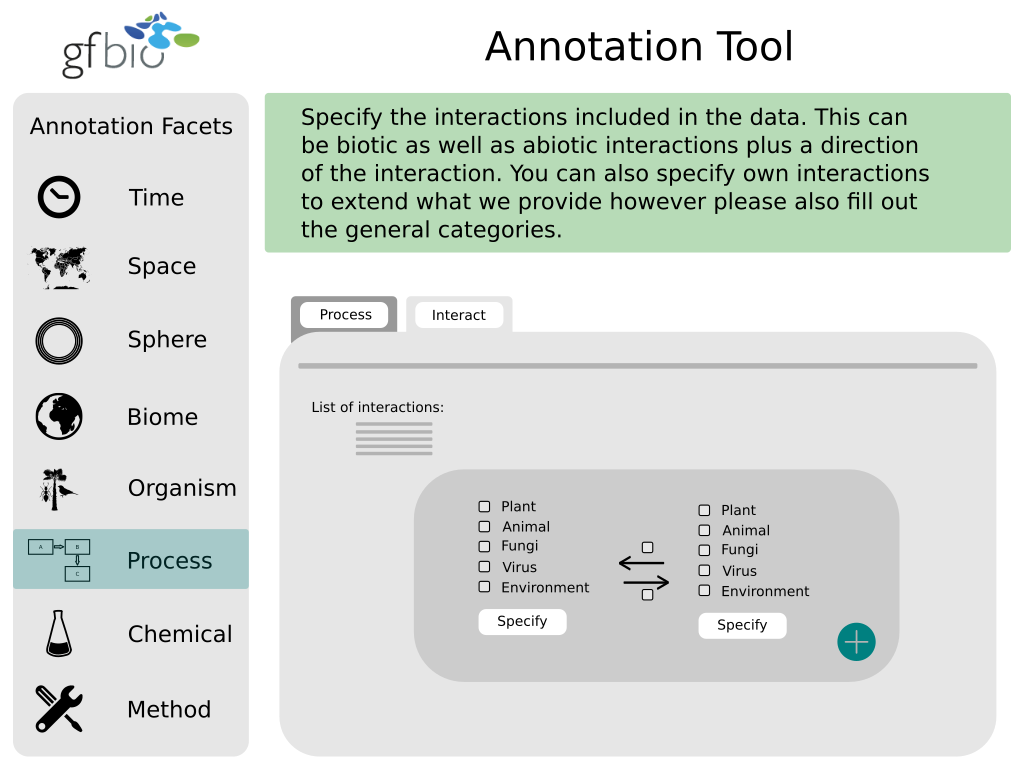 gfbio
Annotation Tool
Annotation Facets
Time
Space
Sphere
Biome
Organism
A
B
C
Process
Chemical
Method
Specify the interactions included in the data. This can
be biotic as well as abiotic interactions plus a direction
of the interaction. You can also specify own interactions
to extend what we provide however please also fill out
the general categories.
Process
Interact
List of interactions:
Plant
Animal
Fungi
Virus
Environment
Specify
Plant
Animal
Fungi
Virus
Environment
Specify